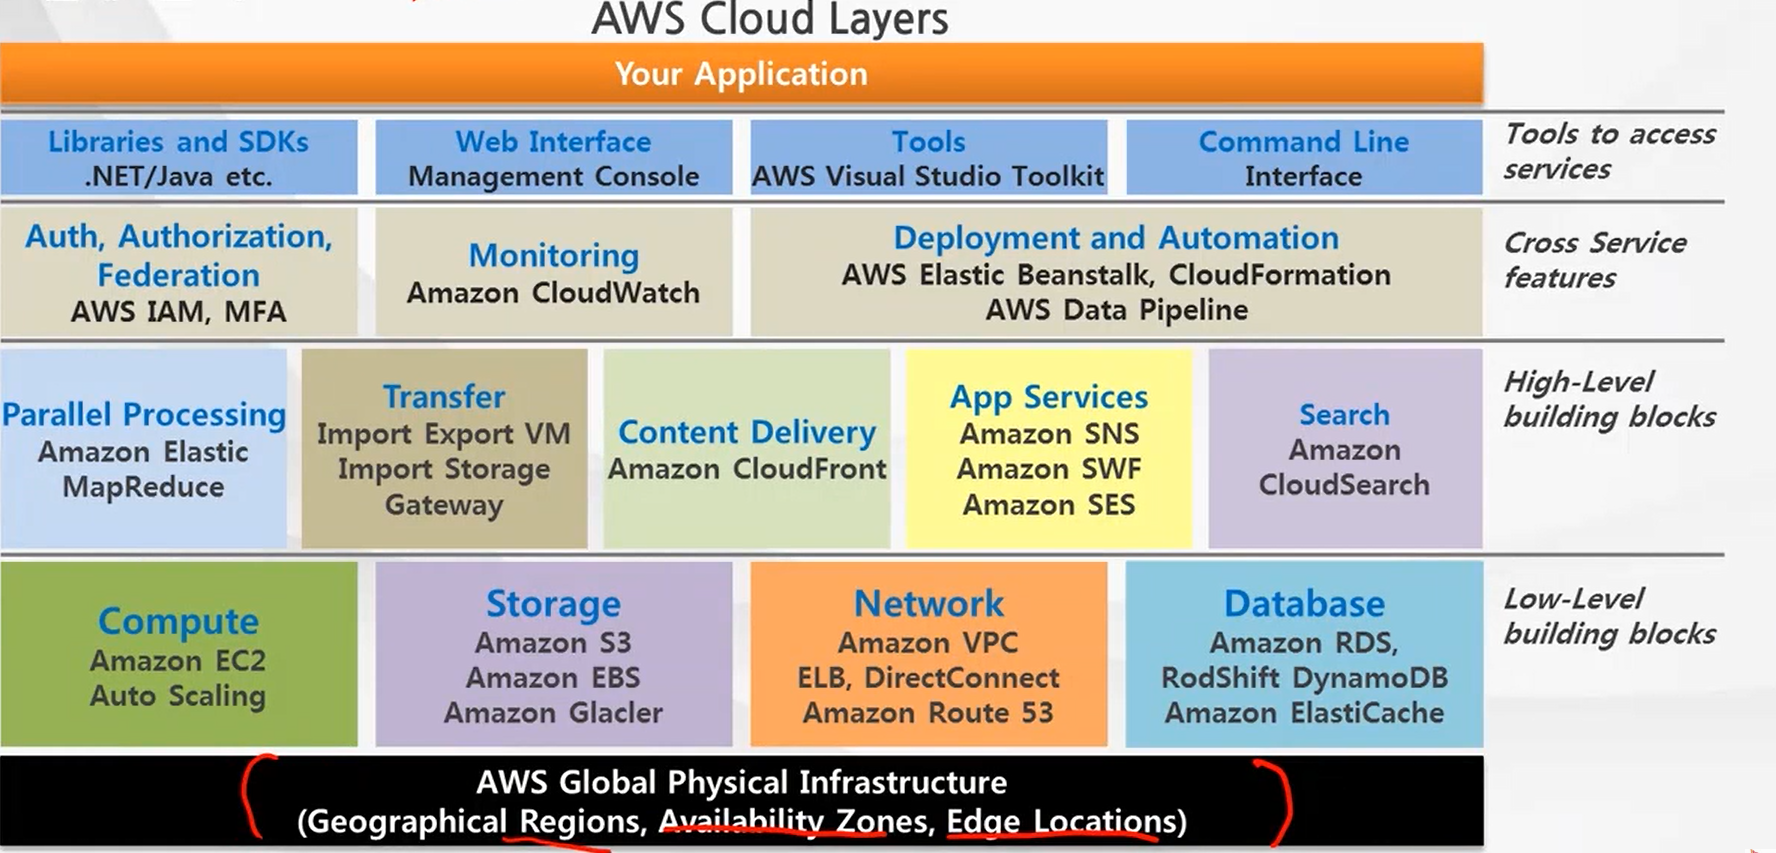 AWS Cloud Layers
Your Application
Libraries and SDKs
.NET/Java etc.
Web Interface
Management Console
Tools
AWS Visual Studio Toolkit
Command Line
Interface
Tools to access
services
Auth, Authorization,
Federation
AWS IAM, MFA
Monitoring
Amazon CloudWatch
Deployment and Automation
AWS Elastic Beanstalk, CloudFormation
AWS Data Pipeline
Cross Service
features
Parallel Processing
Amazon Elastic
MapReduce
Transfer
Import Export VM
Import Storage
Gateway
Content Delivery
Amazon CloudFront
App Services
Amazon SNS
Amazon SWF
Amazon SES
Search
Amazon
CloudSearch
High-Level
building blocks
Compute
Amazon EC2
Auto Scaling
Storage
Amazon S3
Amazon EBS
Amazon Glacler
Network
Amazon VPC
ELB, DirectConnect
Amazon Route 53
Database
Amazon RDS,
RodShift DynamoDB
Amazon ElastiCache
Low-Level
building blocks
AWS Global Physical Infrastructure
(Geographical Regions, Availability Zones, Edge Locations)